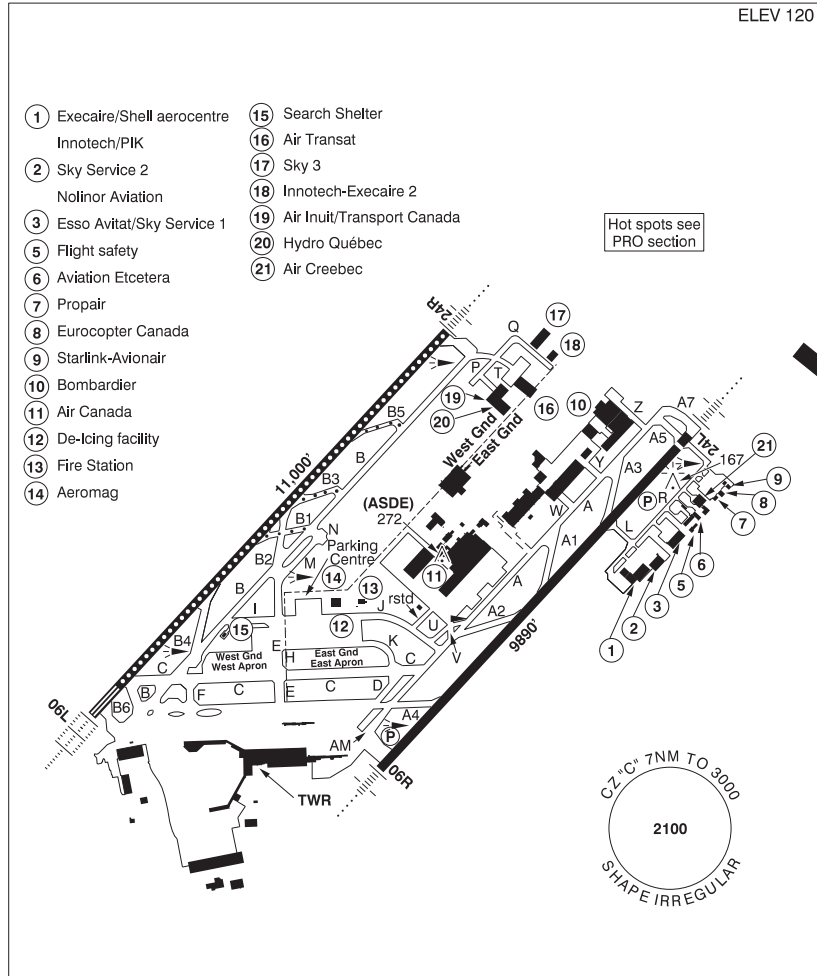 ELEV 120
1 Execaire/Shell aerocentre
Innotech/PIK
2 Sky Service 2
Nolinor Aviation
3 Esso Avitat/Sky Service 1
5 Flight safety
6 Aviation Etcetera
7 Propair
8 Eurocopter Canada
9 Starlink-Avionair
10 Bombardier
11 Air Canada
12 De-Icing facility
13 Fire Station
14 Aeromag
15 Search Shelter
16 Air Transat
17 Sky 3
18 Innotech-Execaire 2
19 Air Inuit/Transport Canada
20 Hydro Québec
21 Air Creebec
Hot spots see
PRO section
24R
Q
17
18
P
T
19
20
16
10
Z
A7
West Gnd
East Gnd
B5
B
11,000'
B3
B1
N
B2
M
Parking
Centre
14
13
(ASDE)
272
11
Y
W
A
A5
24L
A3
167
21
P
R
9
8
7
L
6
5
3
2
1
A1
A
A2
9890'
B
I
J
rstd
12
U
V
15
B4
C
West Gnd
West Apron
E
H
East Gnd
East Apron
K
C
B6
B
F
C
E
C
D
06L
AM
A4
P
06R
TWR
CZ "C" 7NM TO 3000
2100
SHAPE IRREGULAR